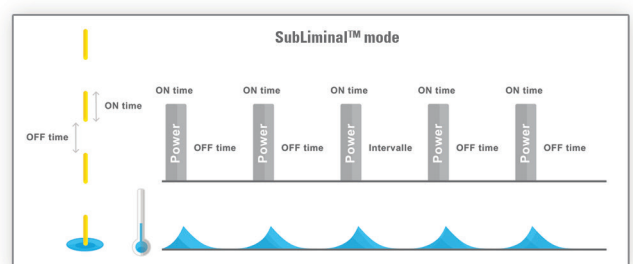 SubLiminal™ mode
ON time
OFF time
ON time ON time ON time ON time ON time
Power OFF time Power OFF time Power Intervalle Power OFF time Power OFF time